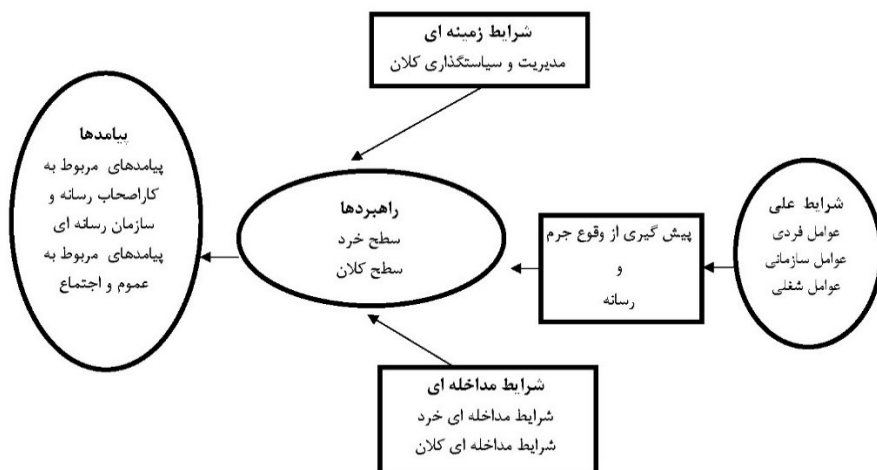 شرایط زمینه ای
مدیریت و سیاستگذاری کلان
شرایط علی
عوامل فردی
عوامل سازمانی
عوامل شغلی
پیش گیری از وقوع جرم
و
رسانه
راهبردها
سطح خرد
سطح کلان
پیامدها
پیامدهای مربوط به
کاراصحاب رسانه و
سازمان رسانه ای
پیامدهای مربوط به
عموم و اجتماع
شرایط مداخله ای
شرایط مداخله ای خرد
شرایط مداخله ای کلان